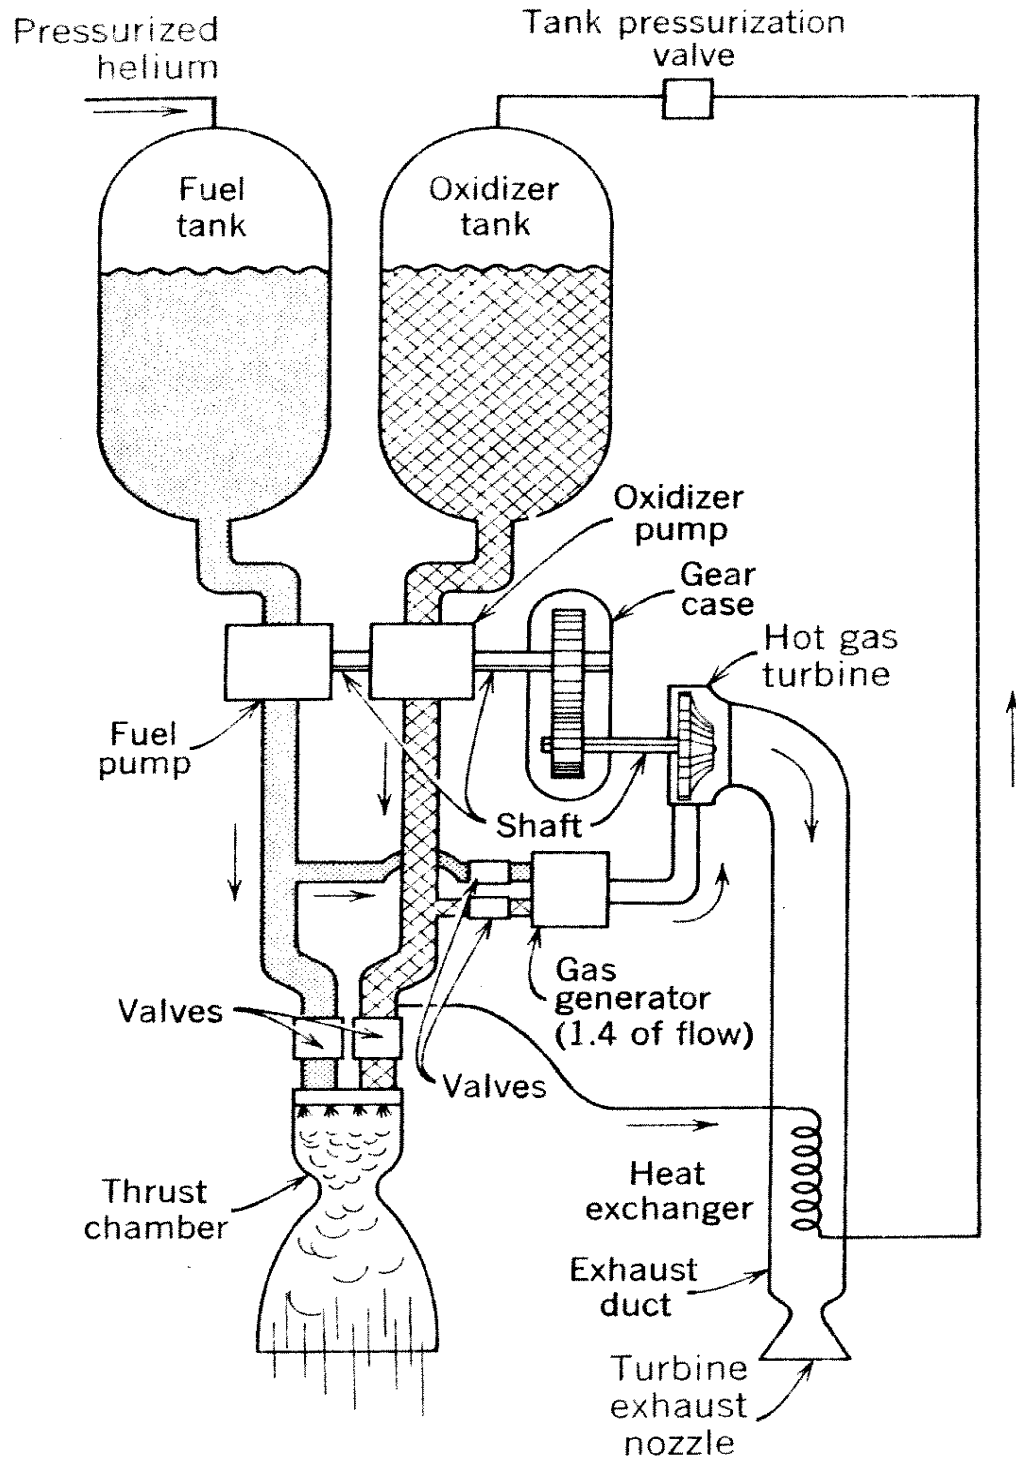 Pressurized
helium
Tank pressurization
valve
Fuel
tank
Oxidizer
tank
Oxidizer
pump
Gear
case
Hot gas
turbine
Fuel
pump
Shaft
Gas
generator
(1.4 of flow)
Valves
Valves
Heat
exchanger
Thrust
chamber
Exhaust
duct
Turbine
exhaust
nozzle